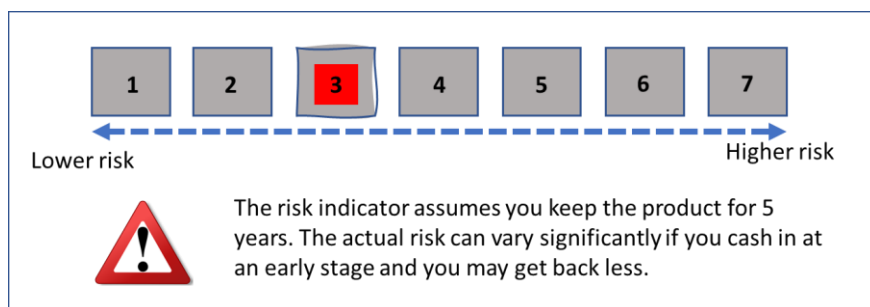 1 2 3 4 5 6 7
Lower risk
Higher risk
The risk indicator assumes you keep the product for 5
years. The actual risk can vary significantly if you cash in at
an early stage and you may get back less.